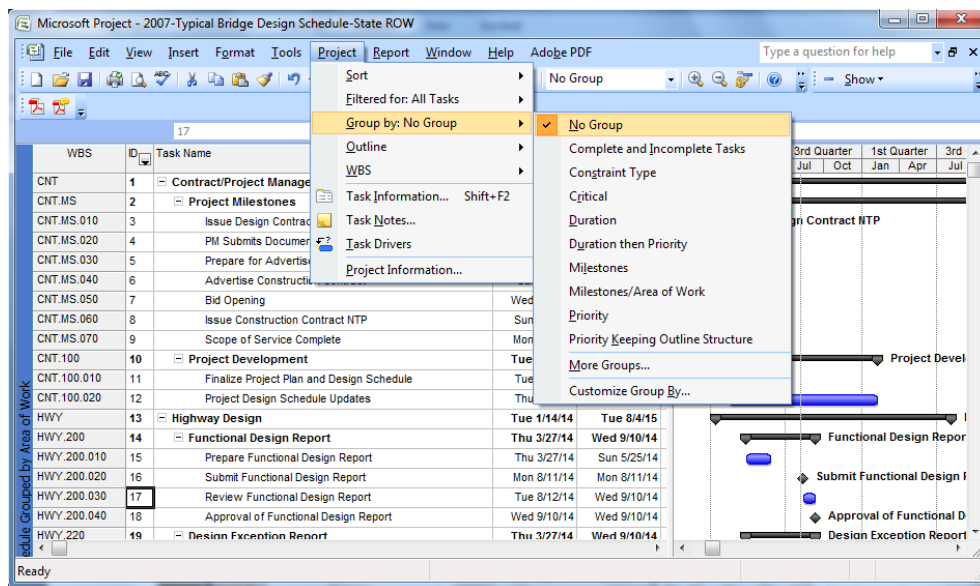 Microsoft Project - 2007-Typical Bridge Design Schedule-State ROW
File Edit View Insert Format Tools Project Report Window Help Adobe PDF Type a question for help
No Group Show
17
Sort
Filtered for: All Tasks
Group by: No Group
Outline
WBS
Task Information... Shift+F2
Task Notes...
Task Drivers
Project Information...
No Group
Complete and Incomplete Tasks
Constraint Type
Critical
Duration
Duration then Priority
Milestones
Milestones/Area of Work
Priority
Priority Keeping Outline Structure
More Groups...
Customize Group By...
WBS ID Task Name 3rd Quarter 1st Quarter 3rd
Jul Oct Jan Apr Jul
CNT 1 Contract/Project Manage
CNT.MS 2 Project Milestones
CNT.MS.010 3 Issue Design Contrac gn Contract NTP
CNT.MS.020 4 PM Submits Documer
CNT.MS.030 5 Prepare for Advertise
CNT.MS.040 6 Advertise Construction Contract
CNT.MS.050 7 Bid Opening Wed
CNT.MS.060 8 Issue Construction Contract NTP Sun
CNT.MS.070 9 Scope of Service Complete Mon
CNT.100 10 Project Development Tue Project Devel
CNT.100.010 11 Finalize Project Plan and Design Schedule Tue
CNT.100.020 12 Project Design Schedule Updates Thu
HWY 13 Highway Design Tue 1/14/14 Tue 8/4/15
HWY.200 14 Functional Design Report Thu 3/27/14 Wed 9/10/14 Functional Design Repor
HWY.200.010 15 Prepare Functional Design Report Thu 3/27/14 Sun 5/25/14
HWY.200.020 16 Submit Functional Design Report Mon 8/11/14 Mon 8/11/14 Submit Functional Design R
HWY.200.030 17 Review Functional Design Report Tue 8/12/14 Wed 9/10/14
HWY.200.040 18 Approval of Functional Design Report Wed 9/10/14 Wed 9/10/14 Approval of Functional D
HWY.220 19 Design Exception Report Thu 3/27/14 Wed 9/10/14 Design Exception Report
edule Grouped by Area of Work
Ready